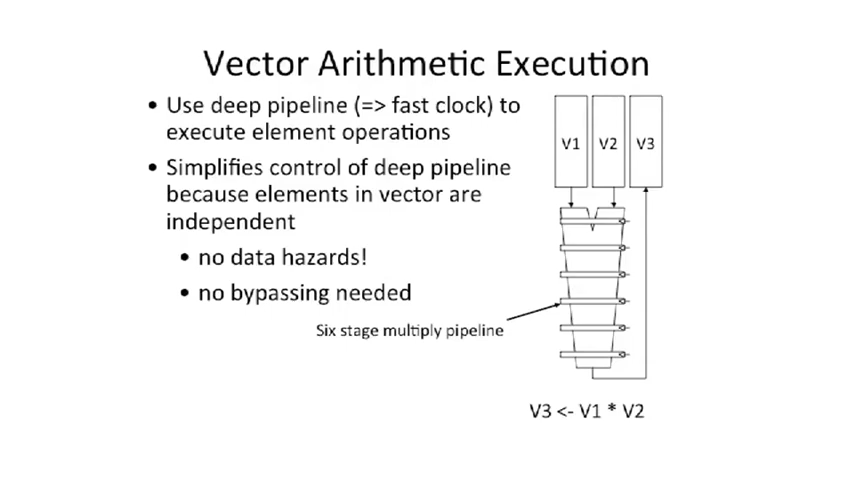 Vector Arithmetic Execution
• Use deep pipeline (=> fast clock) to
execute element operations
• Simplifies control of deep pipeline
because elements in vector are
independent
• no data hazards!
• no bypassing needed
V1
V2
V3
Six stage multiply pipeline
V3 <- V1 * V2